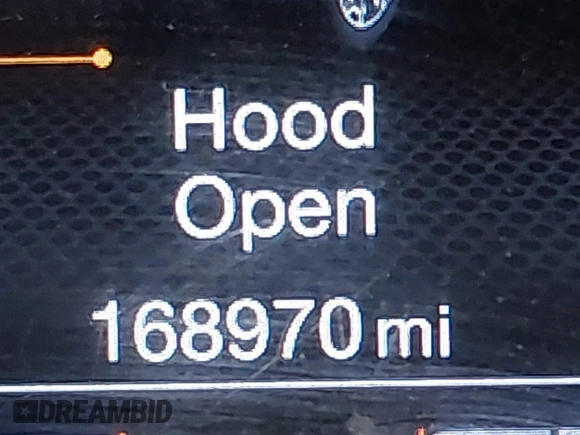 Hood
Open
168970 mi
DREAMBID